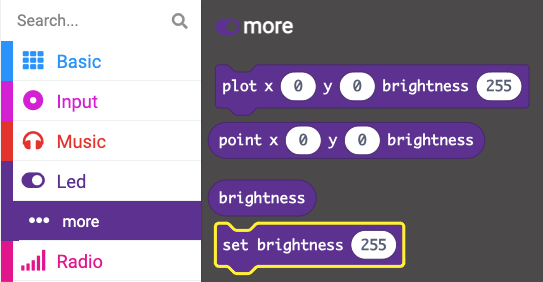 Search...
Basic
Input
Music
Led
more
Radio
more
plot x 0 y 0 brightness 255
point x 0 y 0 brightness
brightness
set brightness 255